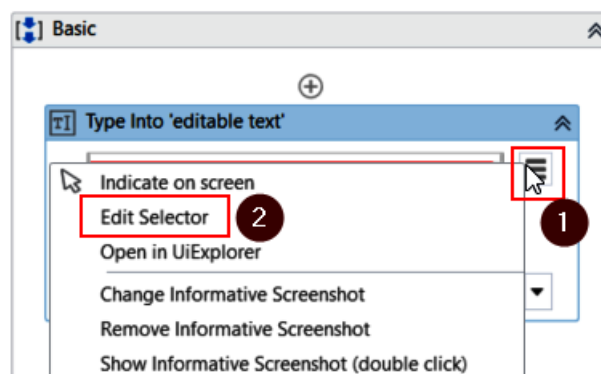 Basic
Type Into 'editable text'
Indicate on screen
Edit Selector
2
1
Open in UiExplorer
Change Informative Screenshot
Remove Informative Screenshot
Show Informative Screenshot (double click)